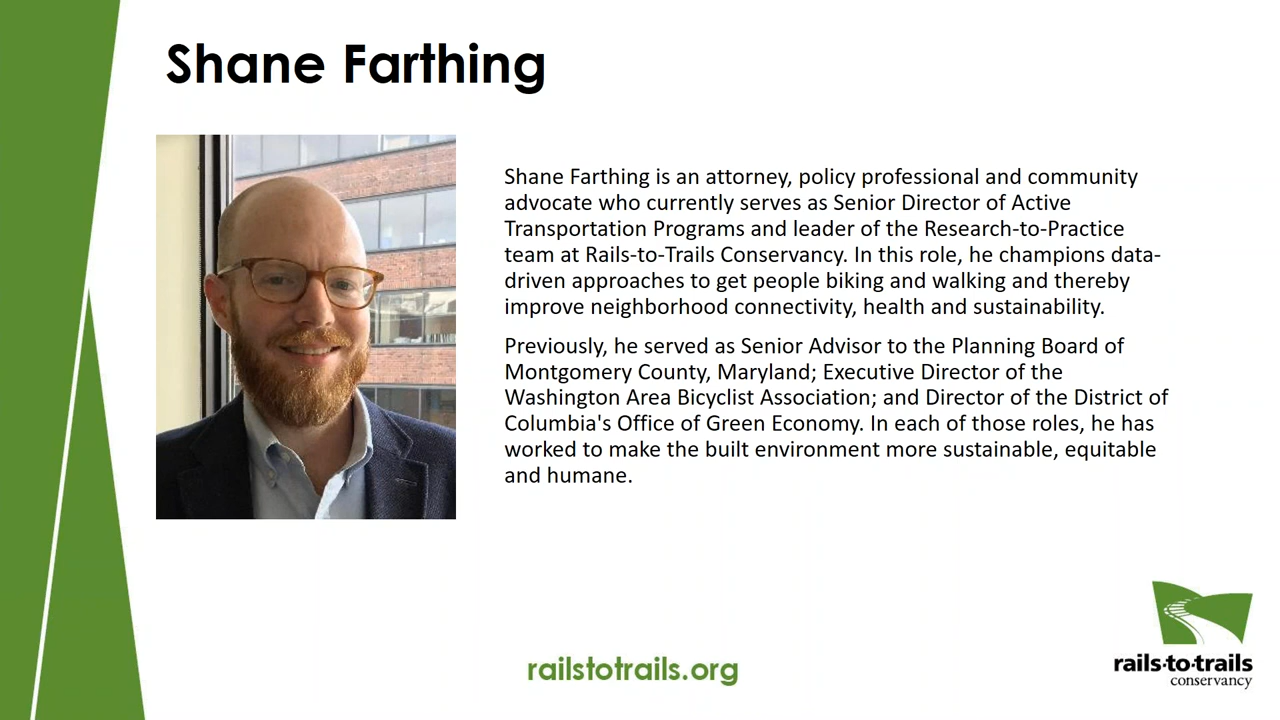 Shane Farthing
Shane Farthing is an attorney, policy professional and community
advocate who currently serves as Senior Director of Active
Transportation Programs and leader of the Research-to-Practice
team at Rails-to-Trails Conservancy. In this role, he champions data-
driven approaches to get people biking and walking and thereby
improve neighborhood connectivity, health and sustainability.
Previously, he served as Senior Advisor to the Planning Board of
Montgomery County, Maryland; Executive Director of the
Washington Area Bicyclist Association; and Director of the District of
Columbia's Office of Green Economy. In each of those roles, he has
worked to make the built environment more sustainable, equitable
and humane.
railstotrails.org
rails·to·trails
conservancy